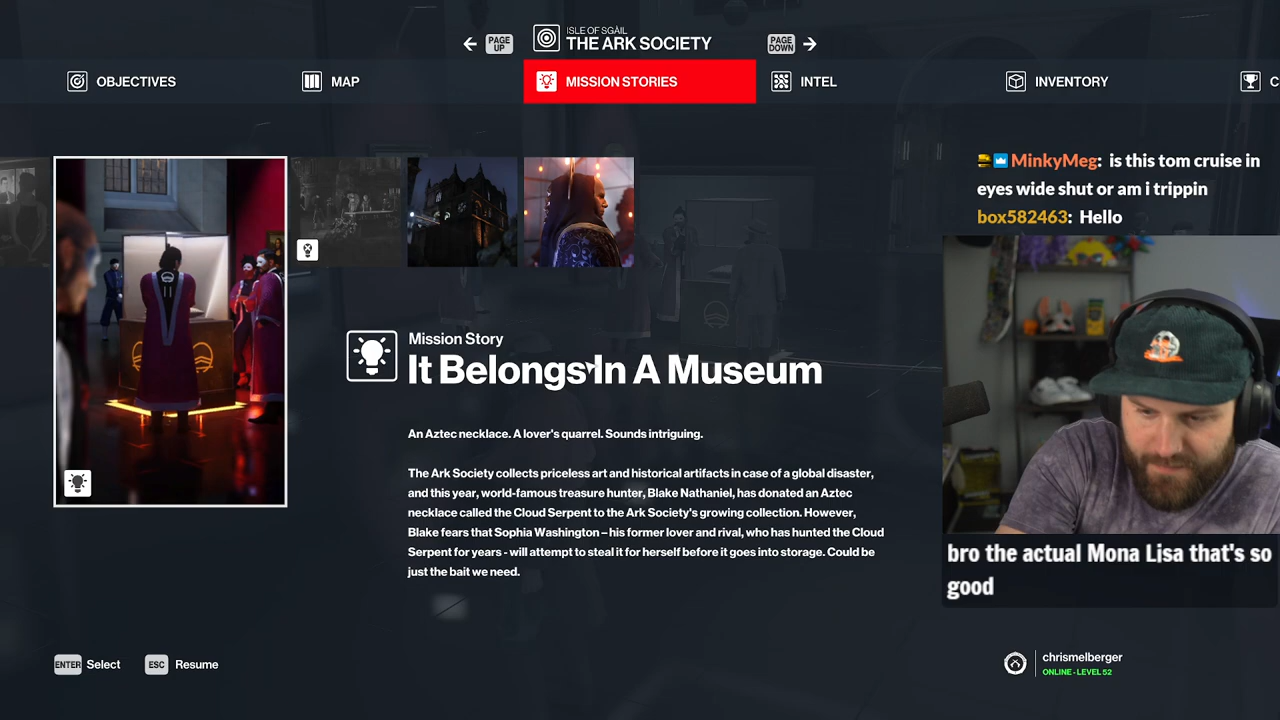 PAGE UP
ISLE OF SGÀIL
THE ARK SOCIETY
PAGE DOWN
OBJECTIVES
MAP
MISSION STORIES
INTEL
INVENTORY
C
MinkyMeg: is this tom cruise in
eyes wide shut or am i trippin
box582463: Hello
Mission Story
It Belongs In A Museum
An Aztec necklace. A lover's quarrel. Sounds intriguing.
The Ark Society collects priceless art and historical artifacts in case of a global disaster,
and this year, world-famous treasure hunter, Blake Nathaniel, has donated an Aztec
necklace called the Cloud Serpent to the Ark Society's growing collection. However,
Blake fears that Sophia Washington – his former lover and rival, who has hunted the Cloud
Serpent for years - will attempt to steal it for herself before it goes into storage. Could be
just the bait we need.
bro the actual Mona Lisa that's so
good
ENTER Select
ESC Resume
chrismelberger
ONLINE - LEVEL 52